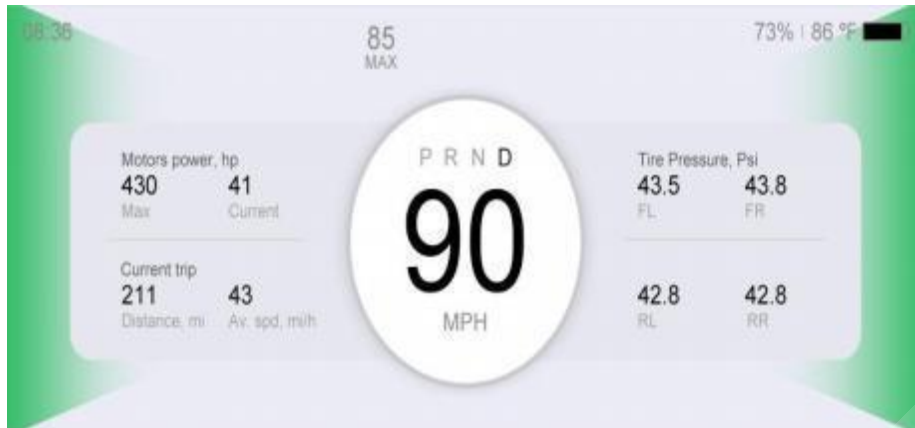 08:36
73% | 86 ºF
85
MAX
P R N D
90
MPH
Motors power, hp
430 41
Max Current
Current trip
211 43
Distance, mi Av. spd, mi/h
Tire Pressure, Psi
43.5 43.8
FL FR
42.8 42.8
RL RR